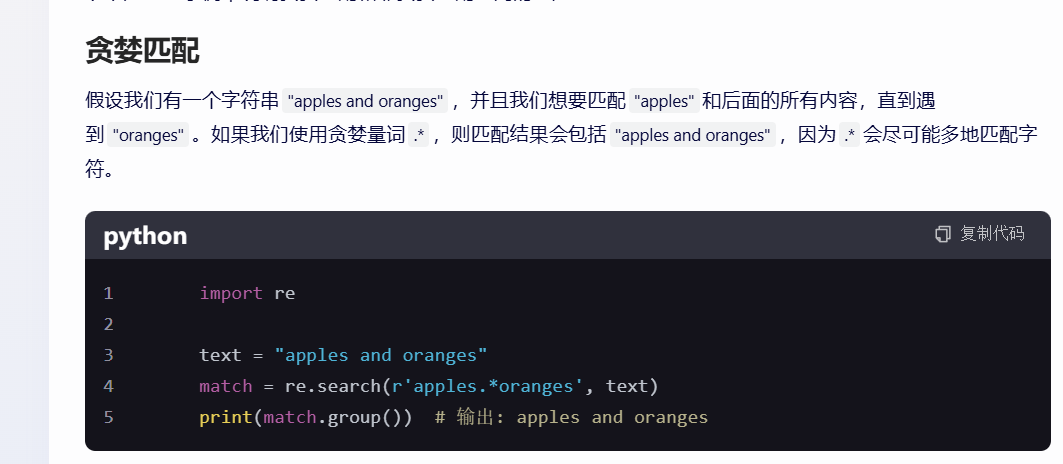 贪婪匹配
假设我们有一个字符串 "apples and oranges" ，并且我们想要匹配 "apples" 和后面的所有内容，直到遇
到 "oranges" 。如果我们使用贪婪量词 .* ，则匹配结果会包括 "apples and oranges" ，因为 .* 会尽可能多地匹配字
符。
python
复制代码
1 import re
2
3 text = "apples and oranges"
4 match = re.search(r'apples.*oranges', text)
5 print(match.group())  # 输出: apples and oranges